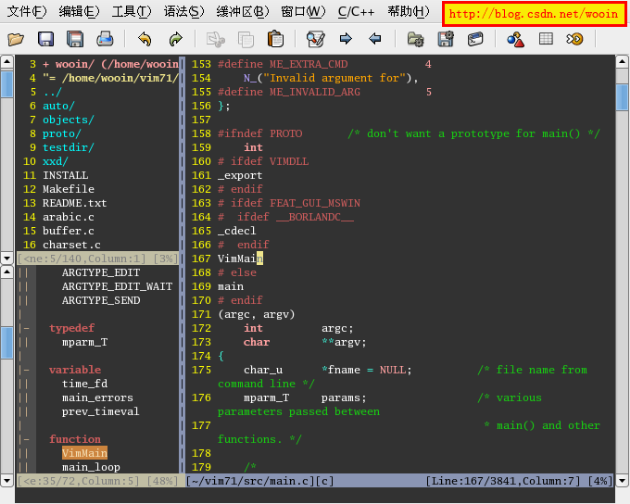 文件(F) 编辑(E) 工具(T) 语法(S) 缓冲区(B) 窗口(W) C/C++ 帮助(H)
http://blog.csdn.net/wooin
3 + wooin/ (/home/wooin
4 "= /home/wooin/vim71/
5 ../
6 auto/
7 objects/
8 proto/
9 testdir/
10 xxd/
11 INSTALL
12 Makefile
13 README.txt
14 arabic.c
15 buffer.c
16 charset.c
[<ne:5/140,Column:1] [3%]
|| ARGTYPE_EDIT
|| ARGTYPE_EDIT_WAIT
|| ARGTYPE_SEND
||
|- typedef
|| mparm_T
||
|- variable
|| time_fd
|| main_errors
|| prev_timeval
||
|- function
|| VimMain
|| main_loop
[<e:35/72,Column:5] [48%]
153 #define ME_EXTRA_CMD 4
154 N_("Invalid argument for"),
155 #define ME_INVALID_ARG 5
156 };
157
158 #ifndef PROTO /* don't want a prototype for main() */
159 int
160 # ifdef VIMDLL
161 _export
162 # endif
163 # ifdef FEAT_GUI_MSWIN
164 # ifdef __BORLANDC__
165 _cdecl
166 # endif
167 VimMain
168 # else
169 main
170 # endif
171 (argc, argv)
172 int argc;
173 char **argv;
174 {
175 char_u *fname = NULL; /* file name from
command line */
176 mparm_T params; /* various
parameters passed between
177 * main() and other
functions. */
178
179 /*
[~/vim71/src/main.c][c] [Line:167/3841,Column:7] [4%]